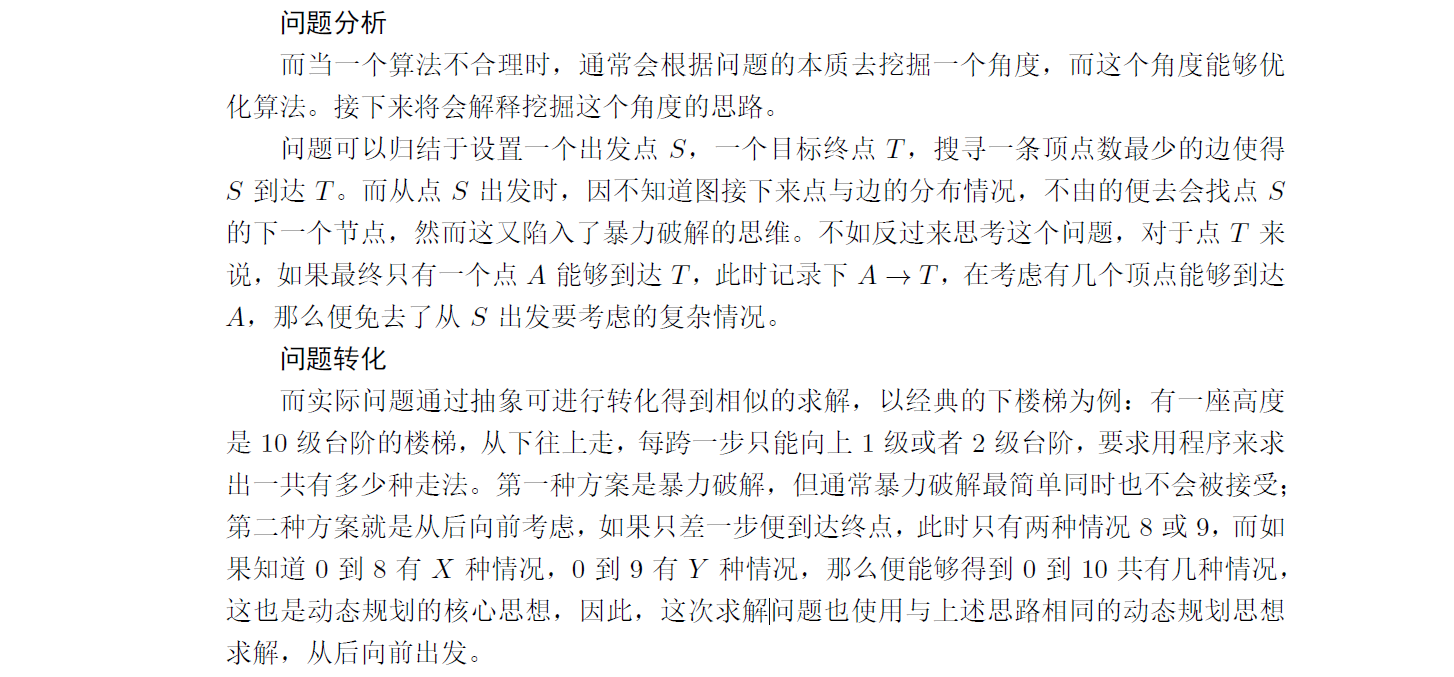 问题分析
而当一个算法不合理时，通常会根据问题的本质去挖掘一个角度，而这个角度能够优
化算法。接下来将会解释挖掘这个角度的思路。
问题可以归结于设置一个出发点 S，一个目标终点 T，搜寻一条顶点数最少的边使得
S 到达 T。而从点 S 出发时，因不知道图接下来点与边的分布情况，不由的便去会找点 S
的下一个节点，然而这又陷入了暴力破解的思维。不如反过来思考这个问题，对于点 T 来
说，如果最终只有一个点 A 能够到达 T，此时记录下 A → T，在考虑有几个顶点能够到达
A，那么便免去了从 S 出发要考虑的复杂情况。
问题转化
而实际问题通过抽象可进行转化得到相似的求解，以经典的下楼梯为例：有一座高度
是 10 级台阶的楼梯，从下往上走，每跨一步只能向上 1 级或者 2 级台阶，要求用程序来求
出一共有多少种走法。第一种方案是暴力破解，但通常暴力破解最简单同时也不会被接受；
第二种方案就是从后向前考虑，如果只差一步便到达终点，此时只有两种情况 8 或 9，而如
果知道 0 到 8 有 X 种情况，0 到 9 有 Y 种情况，那么便能够得到 0 到 10 共有几种情况，
这也是动态规划的核心思想，因此，这次求解问题也使用与上述思路相同的动态规划思想
求解，从后向前出发。